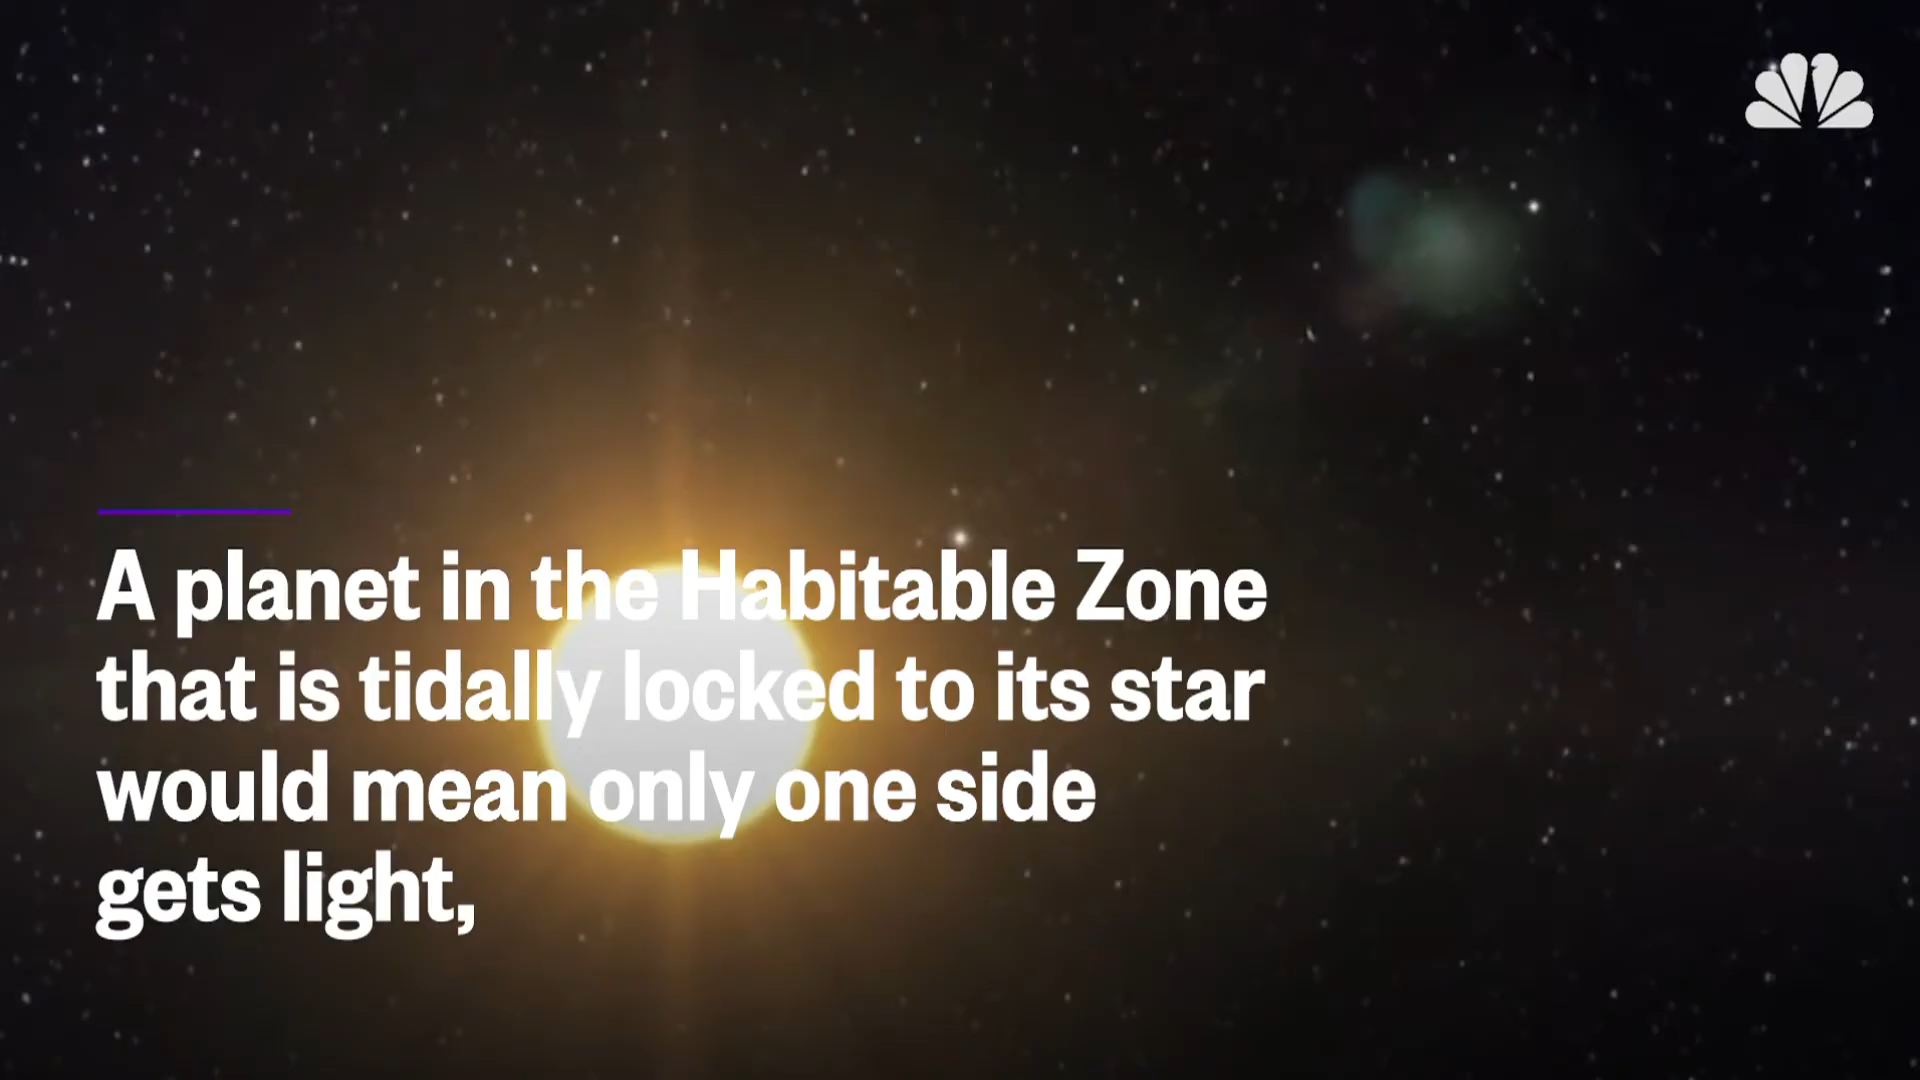 A planet in the Habitable Zone
that is tidally locked to its star
would mean only one side
gets light,